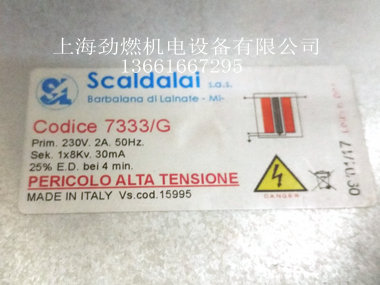 上海劲燃机电设备有限公司
13661667295
Scaldalai s.a.s.
Barbaiana di Lainate - Mi-
Codice 7333/G
Prim. 230V. 2A. 50Hz.
Sek. 1x8Kv. 30mA
25% E.D. bei 4 min.
PERICOLO ALTA TENSIONE
MADE IN ITALY Vs.cod.15995